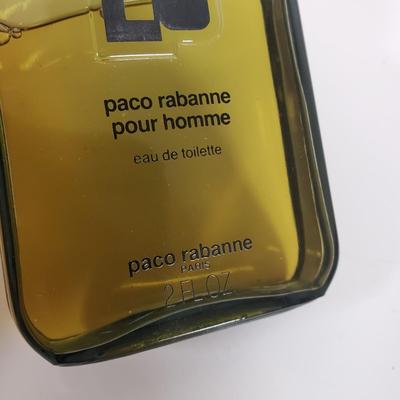 paco rabanne
pour homme
eau de toilette
paco rabanne
PARIS
2 FL OZ